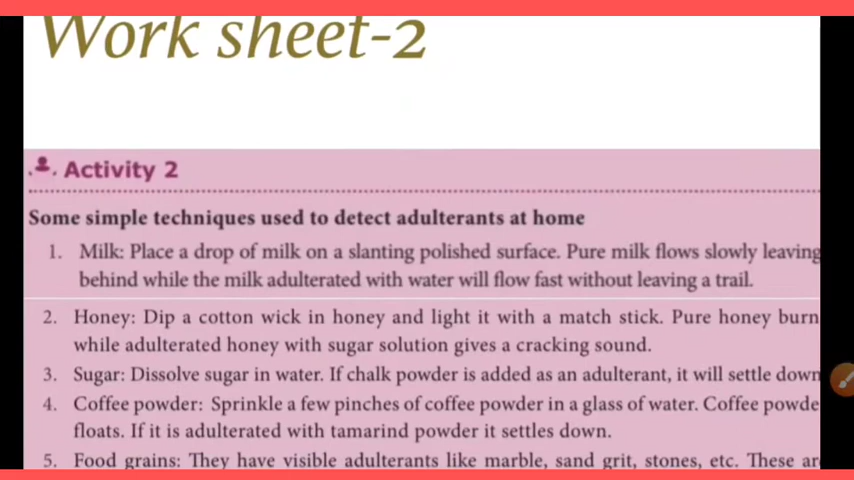 Work sheet-2
Activity 2
Some simple techniques used to detect adulterants at home
1. Milk: Place a drop of milk on a slanting polished surface. Pure milk flows slowly leaving
behind while the milk adulterated with water will flow fast without leaving a trail.
2. Honey: Dip a cotton wick in honey and light it with a match stick. Pure honey burn
while adulterated honey with sugar solution gives a cracking sound.
3. Sugar: Dissolve sugar in water. If chalk powder is added as an adulterant, it will settle down
4. Coffee powder: Sprinkle a few pinches of coffee powder in a glass of water. Coffee powde
floats. If it is adulterated with tamarind powder it settles down.
5. Food grains: They have visible adulterants like marble, sand grit, stones, etc. These ar